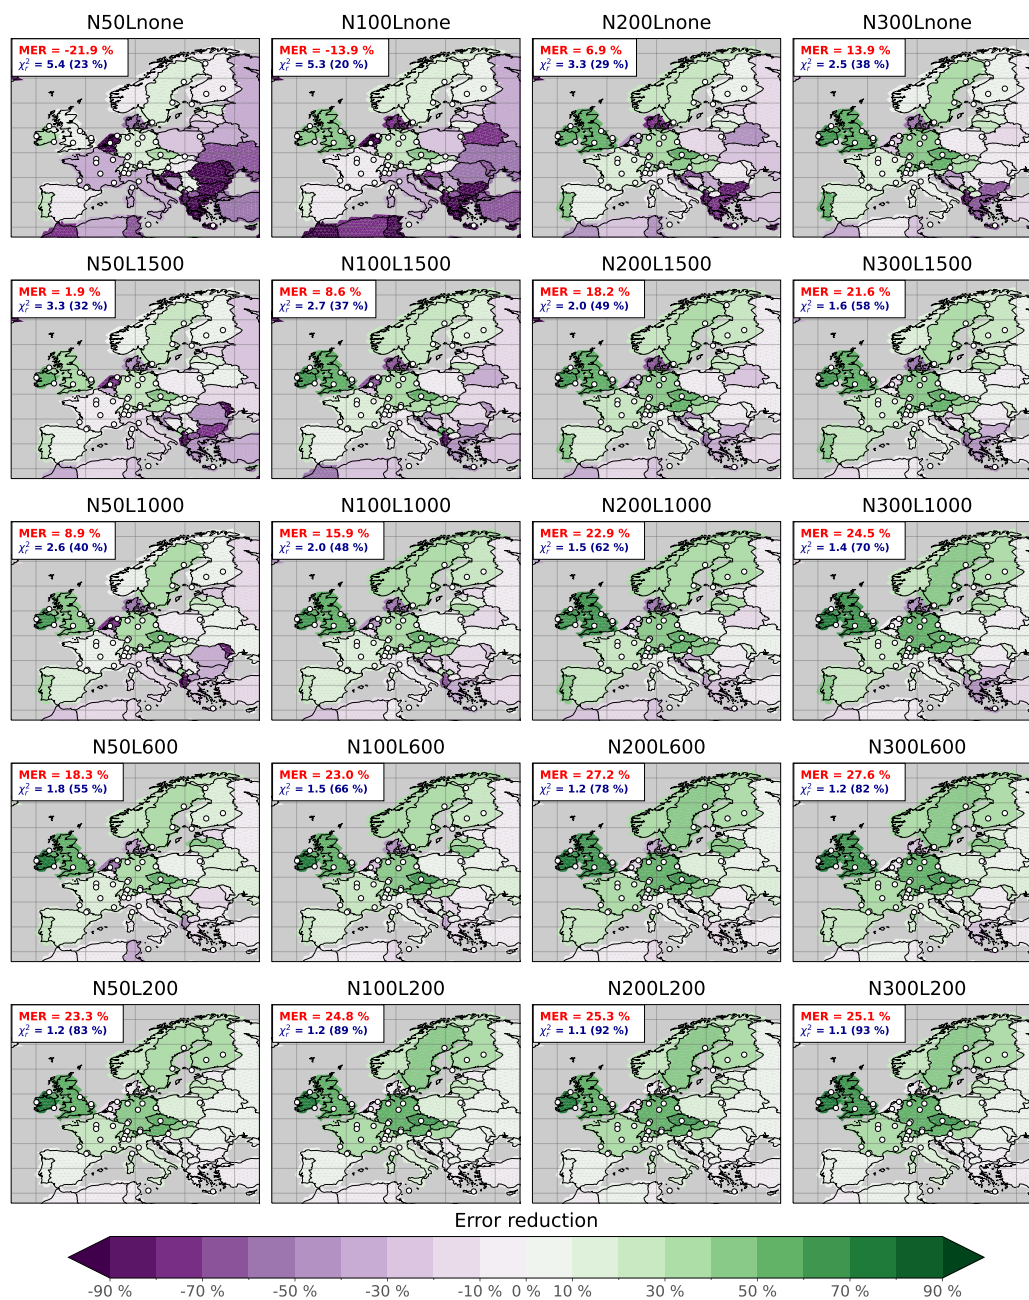 N50Lnone
N100Lnone
N200Lnone
N300Lnone
MER = -21.9 %
χ²ᵣ = 5.4 (23 %)
MER = -13.9 %
χ²ᵣ = 5.3 (20 %)
MER = 6.9 %
χ²ᵣ = 3.3 (29 %)
MER = 13.9 %
χ²ᵣ = 2.5 (38 %)
N50L1500
N100L1500
N200L1500
N300L1500
MER = 1.9 %
χ²ᵣ = 3.3 (32 %)
MER = 8.6 %
χ²ᵣ = 2.7 (37 %)
MER = 18.2 %
χ²ᵣ = 2.0 (49 %)
MER = 21.6 %
χ²ᵣ = 1.6 (58 %)
N50L1000
N100L1000
N200L1000
N300L1000
MER = 8.9 %
χ²ᵣ = 2.6 (40 %)
MER = 15.9 %
χ²ᵣ = 2.0 (48 %)
MER = 22.9 %
χ²ᵣ = 1.5 (62 %)
MER = 24.5 %
χ²ᵣ = 1.4 (70 %)
N50L600
N100L600
N200L600
N300L600
MER = 18.3 %
χ²ᵣ = 1.8 (55 %)
MER = 23.0 %
χ²ᵣ = 1.5 (66 %)
MER = 27.2 %
χ²ᵣ = 1.2 (78 %)
MER = 27.6 %
χ²ᵣ = 1.2 (82 %)
N50L200
N100L200
N200L200
N300L200
MER = 23.3 %
χ²ᵣ = 1.2 (83 %)
MER = 24.8 %
χ²ᵣ = 1.2 (89 %)
MER = 25.3 %
χ²ᵣ = 1.1 (92 %)
MER = 25.1 %
χ²ᵣ = 1.1 (93 %)
Error reduction
-90 % -70 % -50 % -30 % -10 % 0 % 10 % 30 % 50 % 70 % 90 %